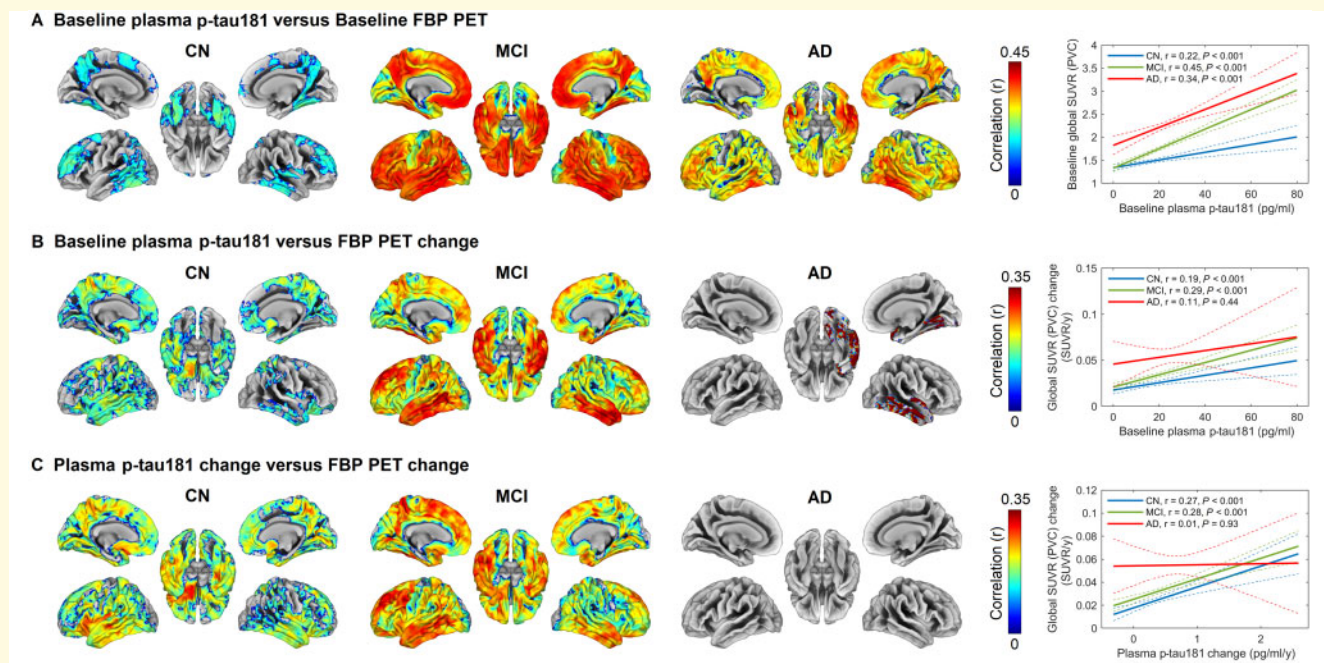 A Baseline plasma p-tau181 versus Baseline FBP PET
CN
MCI
AD
0.45
Correlation (r)
0
Baseline global SUVR (PVC)
4
3.5
3
2.5
2
1.5
1
CN, r = 0.22, P < 0.001
MCI, r = 0.45, P < 0.001
AD, r = 0.34, P < 0.001
0 20 40 60 80
Baseline plasma p-tau181 (pg/ml)
B Baseline plasma p-tau181 versus FBP PET change
CN
MCI
AD
0.35
Correlation (r)
0
Global SUVR (PVC) change
(SUVR/y)
0.15
0.1
0.05
0
CN, r = 0.19, P < 0.001
MCI, r = 0.29, P < 0.001
AD, r = 0.11, P = 0.44
0 20 40 60 80
Baseline plasma p-tau181 (pg/ml)
C Plasma p-tau181 change versus FBP PET change
CN
MCI
AD
0.35
Correlation (r)
0
Global SUVR (PVC) change
(SUVR/y)
0.12
0.1
0.08
0.06
0.04
0.02
0
CN, r = 0.27, P < 0.001
MCI, r = 0.28, P < 0.001
AD, r = 0.01, P = 0.93
0 1 2
Plasma p-tau181 change (pg/ml/y)